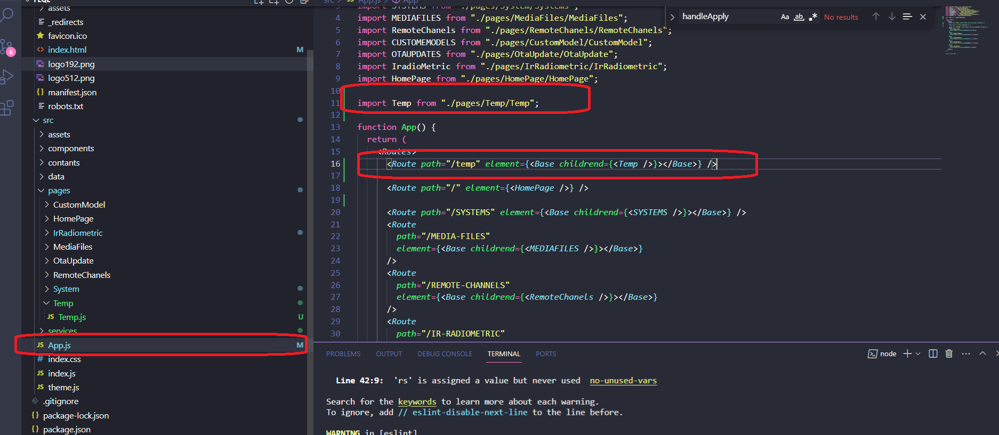 assets
_redirects
favicon.ico
index.html M
logo192.png
logo512.png
manifest.json
robots.txt
src
assets
components
contants
data
pages
CustomModel
HomePage
IrRadiometric
MediaFiles
OtaUpdate
RemoteChanels
System
Temp
Temp.js U
services
App.js M
index.css
index.js
theme.js
.gitignore
package-lock.json
package.json
6
src > JS App.js > App
3 import SYSTEMS from "./pages/System/Systems";
4 import MEDIAFILES from "./pages/MediaFiles/MediaFiles";
5 import RemoteChanels from "./pages/RemoteChanels/RemoteChanels";
6 import CUSTOMEMODELS from "./pages/CustomModel/CustomModel";
7 import OTAUPDATES from "./pages/OtaUpdate/OtaUpdate";
8 import IradioMetric from "./pages/IrRadiometric/IrRadiometric";
9 import HomePage from "./pages/HomePage/HomePage";
10
11 import Temp from "./pages/Temp/Temp";
12
13 function App() {
14 return (
15 <Routes>
16 <Route path="/temp" element={<Base childrend={<Temp />}></Base>} />
17
18 <Route path="/" element={<HomePage />} />
19
20 <Route path="/SYSTEMS" element={<Base childrend={<SYSTEMS />}></Base>} />
21 <Route
22 path="/MEDIA-FILES"
23 element={<Base childrend={<MEDIAFILES />}></Base>}
24 />
25 <Route
26 path="/REMOTE-CHANNELS"
27 element={<Base childrend={<RemoteChanels />}></Base>}
28 />
29 <Route
30 path="/IR-RADIOMETRIC"
handleApply Aa ab .* No results
PROBLEMS OUTPUT DEBUG CONSOLE TERMINAL PORTS
node
Line 42:9: 'rs' is assigned a value but never used no-unused-vars
Search for the keywords to learn more about each warning.
To ignore, add // eslint-disable-next-line to the line before.
WARNING in [eslint]